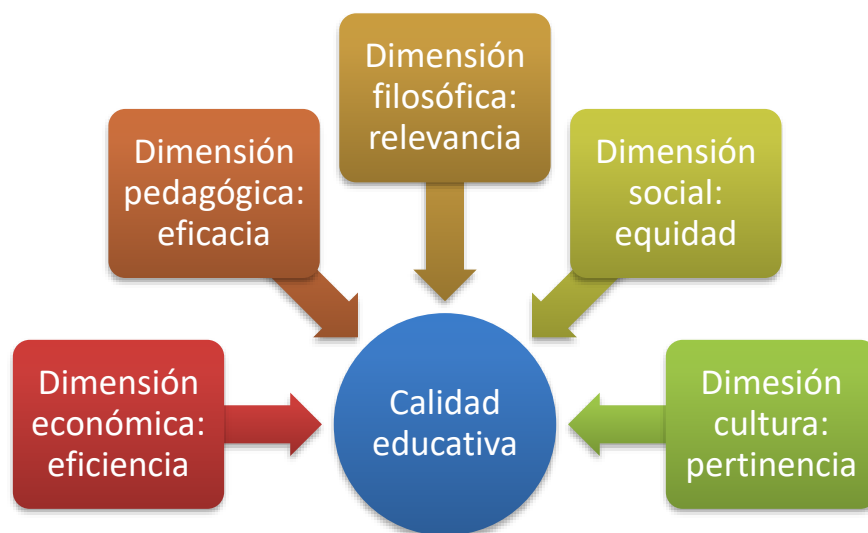 Dimensión
filosófica:
relevancia
Dimensión
pedagógica:
eficacia
Dimensión
social:
equidad
Dimensión
económica:
eficiencia
Calidad
educativa
Dimesión
cultura:
pertinencia